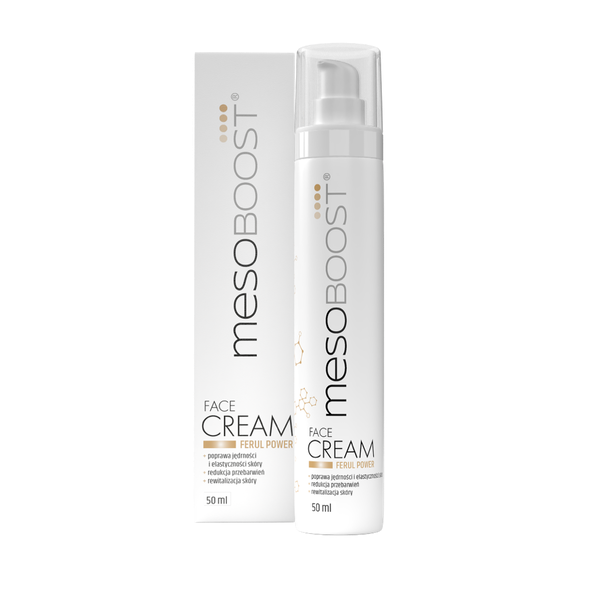 mesoBOOST®
FACE
CREAM
FERUL POWER
• poprawa jędrności
i elastyczności skóry
• redukcja przebarwień
• rewitalizacja skóry
50 ml
mesoBOOST®
FACE
CREAM
FERUL POWER
• poprawa jędrności i elastyczności
• redukcja przebarwień
• rewitalizacja skóry
50 ml